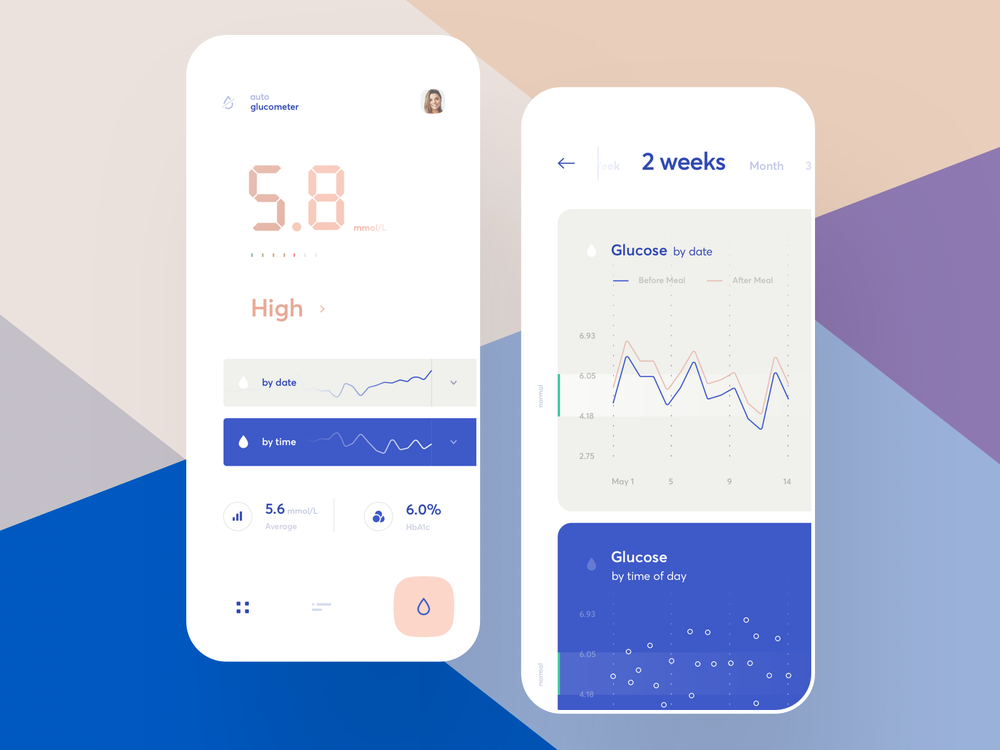 auto
glucometer
5.8 mmol/L
High
by date
by time
5.6 mmol/L
Average
6.0%
HbA1c
eek 2 weeks Month 3
Glucose by date
Before Meal After Meal
6.93
6.05
normal
4.18
2.75
May 1 5 9 14
Glucose
by time of day
6.93
6.05
normal
4.18